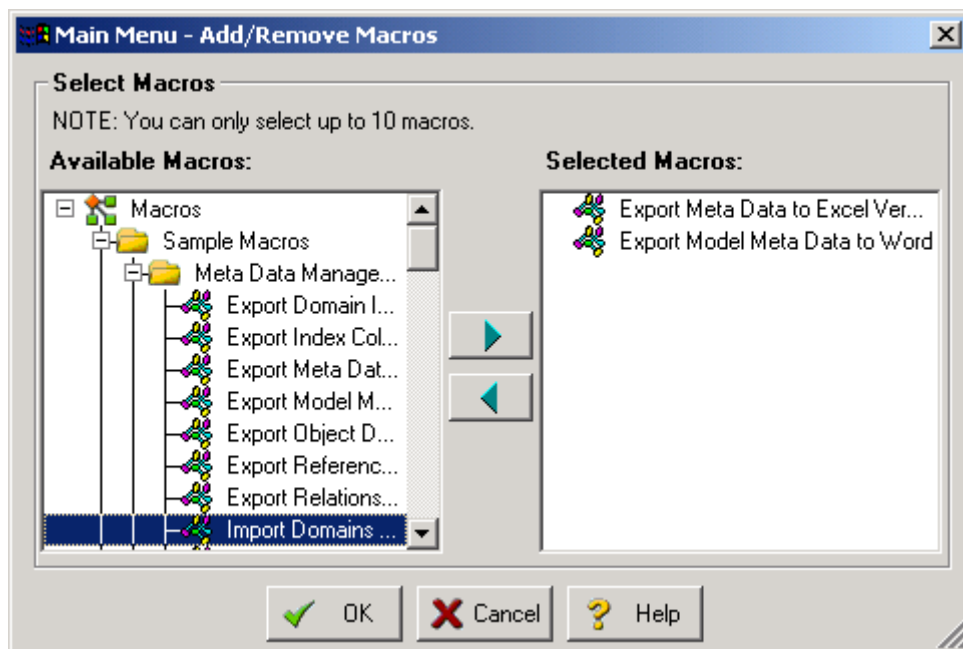 Main Menu - Add/Remove Macros
Select Macros
NOTE: You can only select up to 10 macros.
Available Macros:
Macros
Sample Macros
Meta Data Manage...
Export Domain I...
Export Index Col...
Export Meta Dat...
Export Model M...
Export Object D...
Export Referenc...
Export Relations...
Import Domains ...
Selected Macros:
Export Meta Data to Excel Ver...
Export Model Meta Data to Word
OK
Cancel
Help